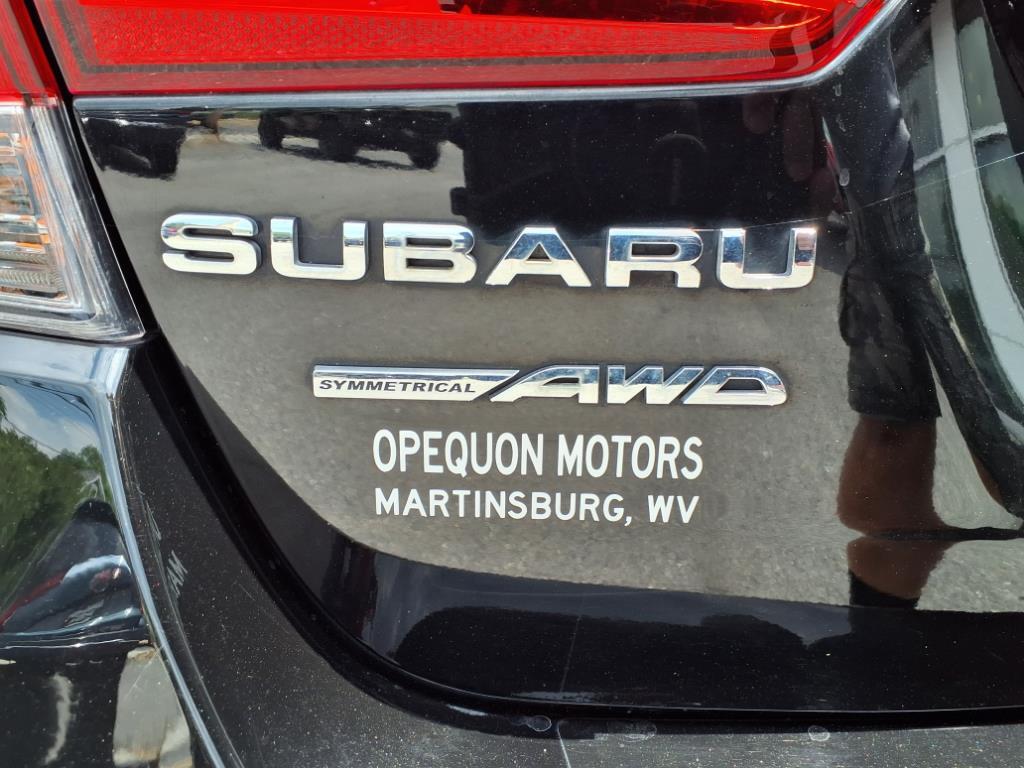 SUBARU
SYMMETRICAL AWD
OPEQUON MOTORS
MARTINSBURG, WV